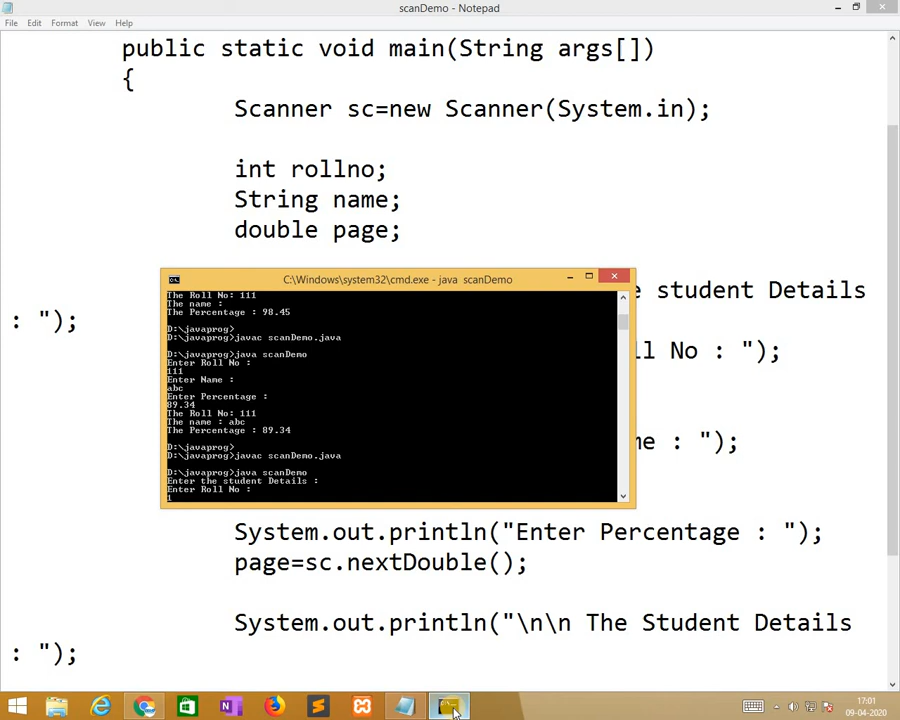 scanDemo - Notepad
File Edit Format View Help
public static void main(String args[])
{
Scanner sc=new Scanner(System.in);
int rollno;
String name;
double page;
e student Details
: ");
ll No : ");
me : ");
System.out.println("Enter Percentage : ");
page=sc.nextDouble();
System.out.println("\n\n The Student Details
: ");
C:\Windows\system32\cmd.exe - java scanDemo
The Roll No: 111
The name :
The Percentage : 98.45
D:\javaprog>
D:\javaprog>javac scanDemo.java
D:\javaprog>java scanDemo
Enter Roll No :
111
Enter Name :
abc
Enter Percentage :
89.34
The Roll No: 111
The name : abc
The Percentage : 89.34
D:\javaprog>
D:\javaprog>javac scanDemo.java
D:\javaprog>java scanDemo
Enter the student Details :
Enter Roll No :
1
17:01
09-04-2020